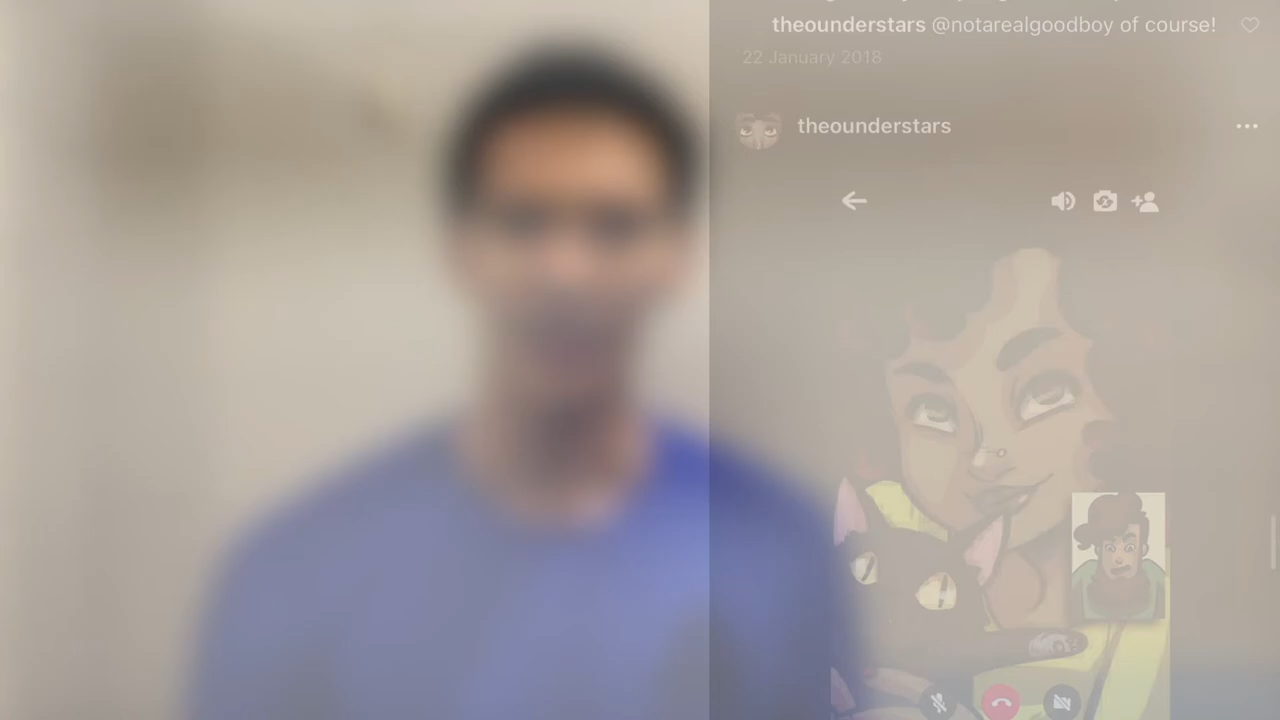 theounderstars @notarealgoodboy of course!
22 January 2018
theounderstars